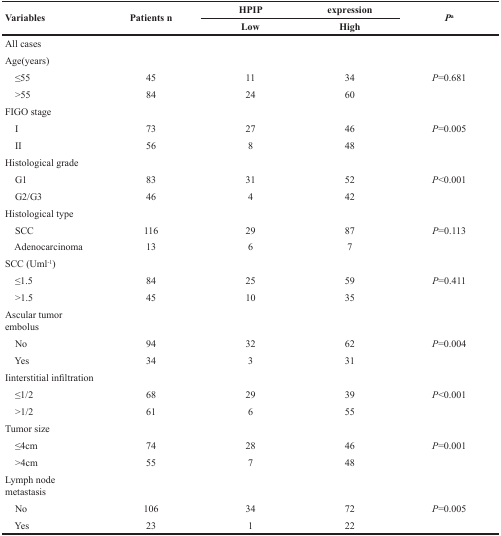 Variables Patients n HPIP expression Pª
Low High
All cases
Age(years)
≤55 45 11 34 P=0.681
>55 84 24 60
FIGO stage
I 73 27 46 P=0.005
II 56 8 48
Histological grade
G1 83 31 52 P<0.001
G2/G3 46 4 42
Histological type
SCC 116 29 87 P=0.113
Adenocarcinoma 13 6 7
SCC (Uml⁻¹)
≤1.5 84 25 59 P=0.411
>1.5 45 10 35
Ascular tumor
embolus
No 94 32 62 P=0.004
Yes 34 3 31
Iinterstitial infiltration
≤1/2 68 29 39 P<0.001
>1/2 61 6 55
Tumor size
≤4cm 74 28 46 P=0.001
>4cm 55 7 48
Lymph node
metastasis
No 106 34 72 P=0.005
Yes 23 1 22